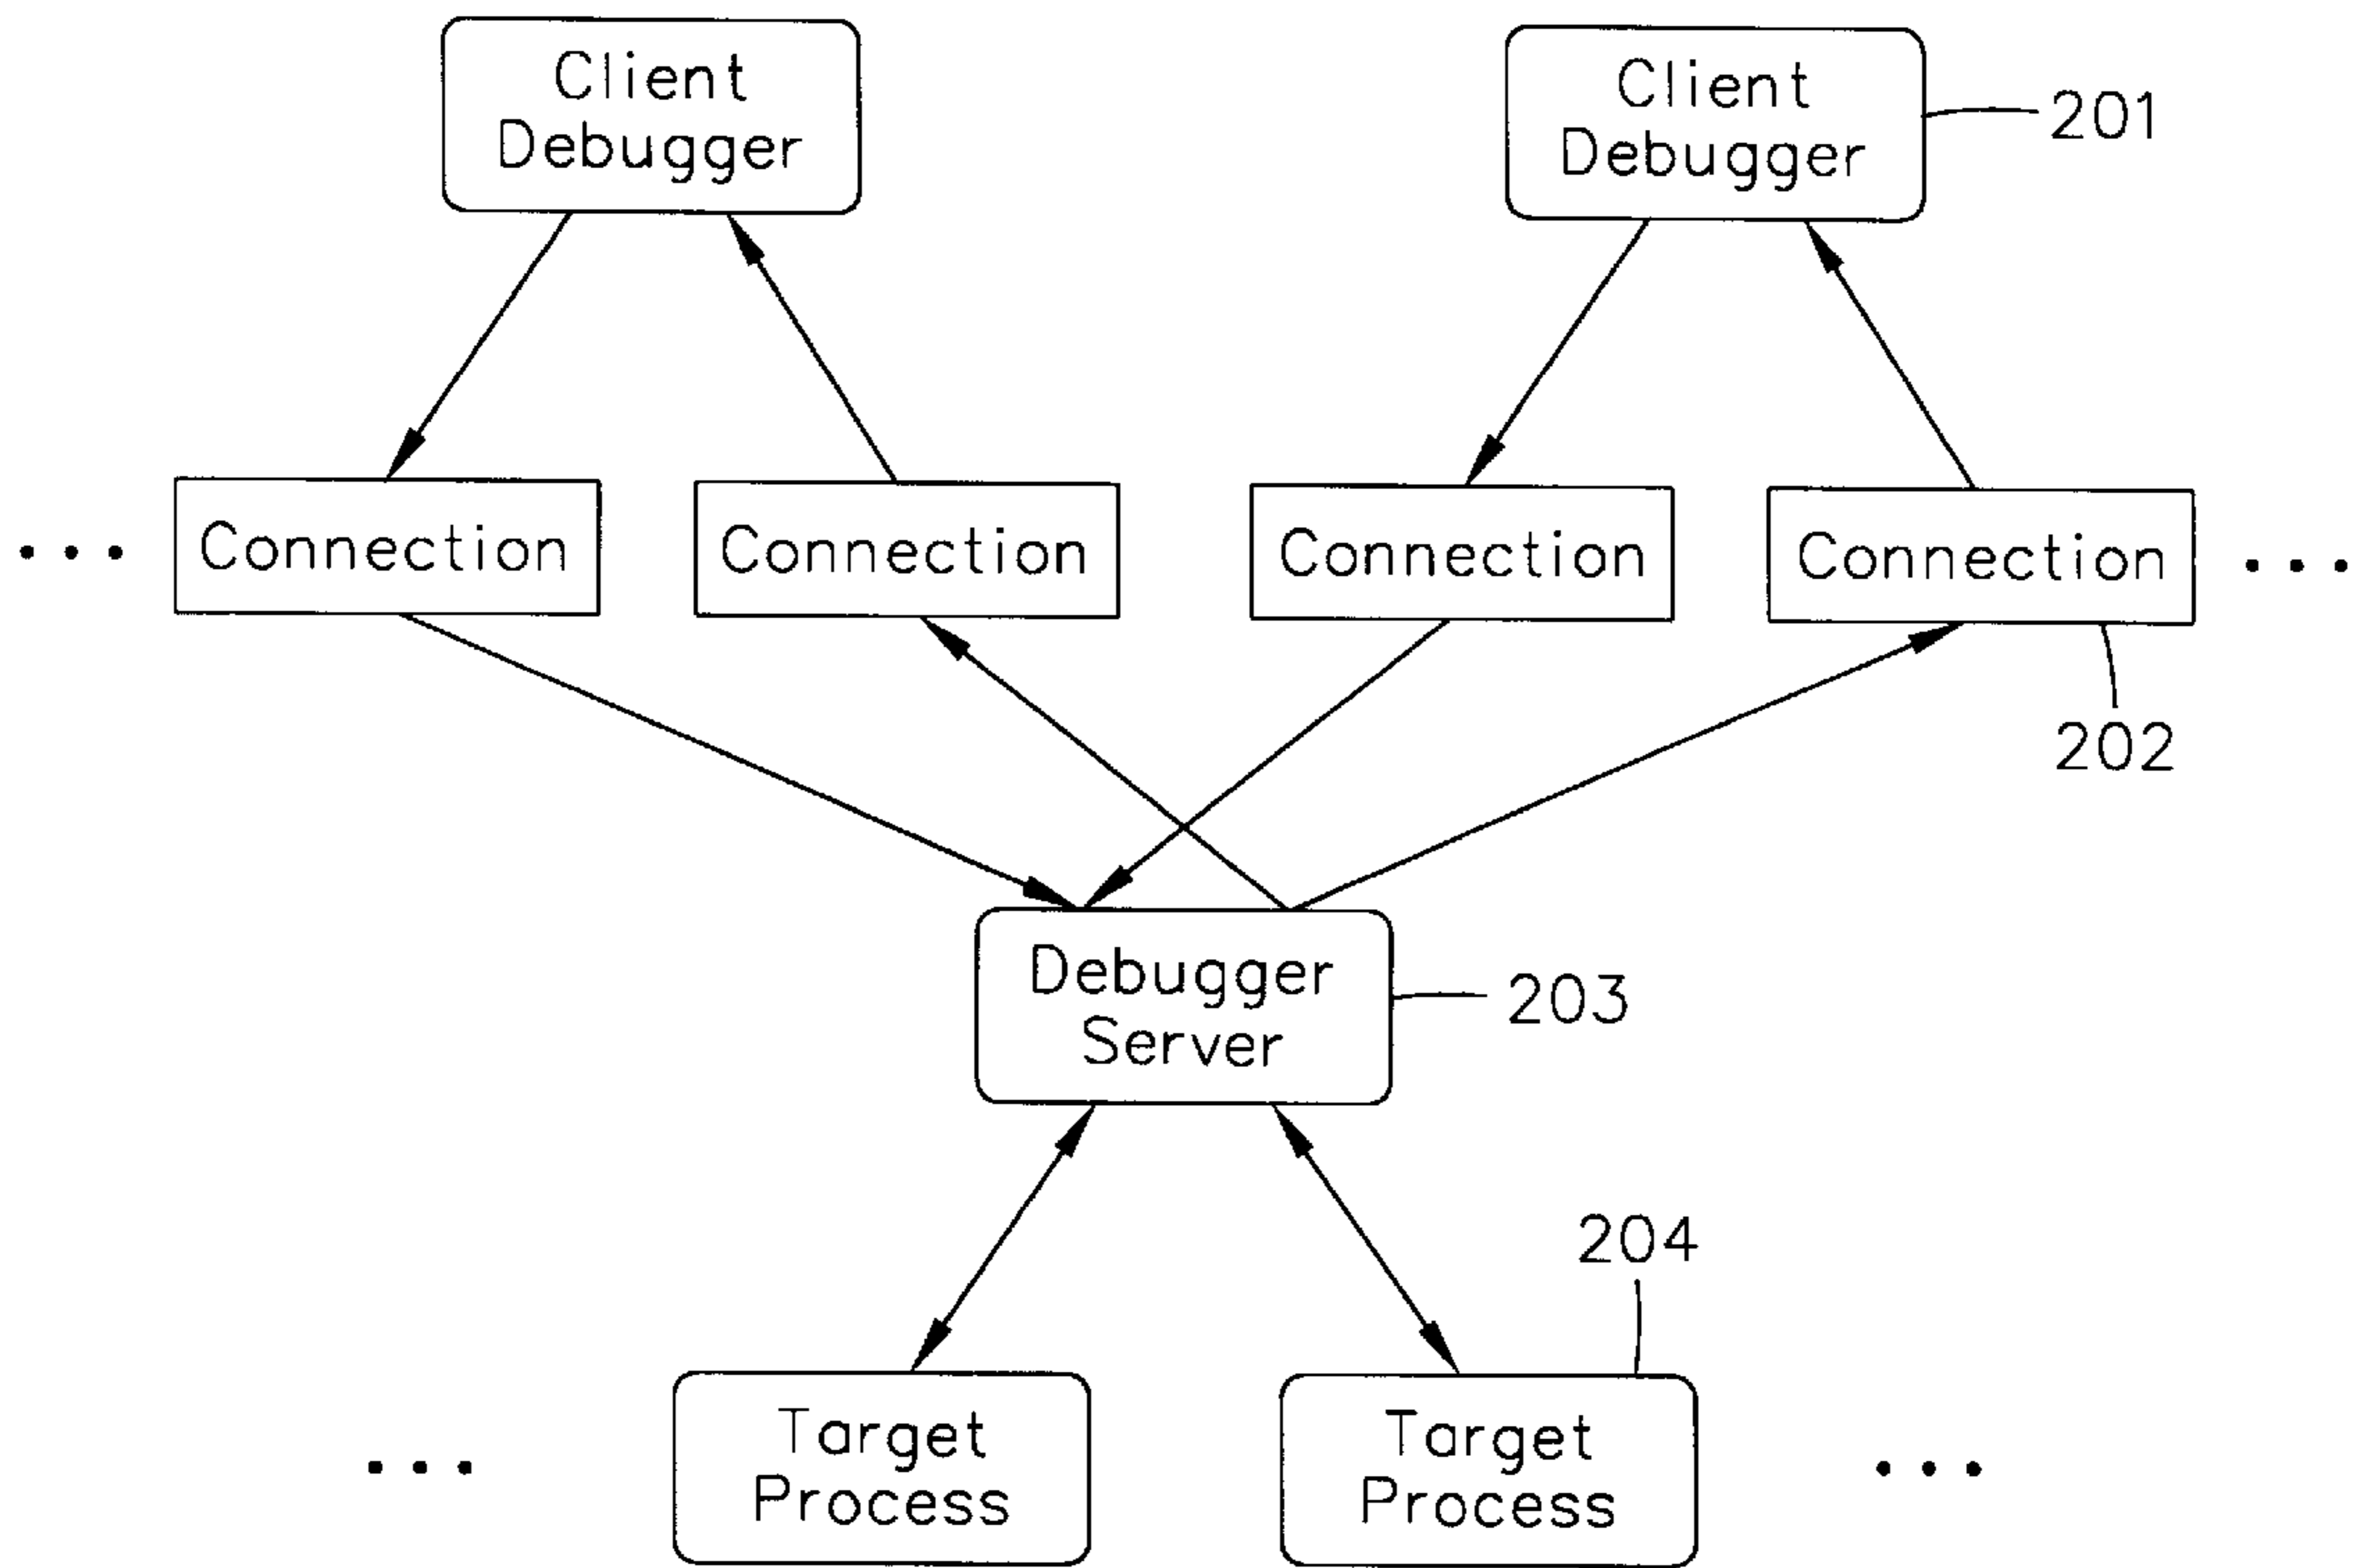 Client
Debugger
Client
Debugger
201
Connection
Connection
Connection
Connection
202
Debugger
Server
203
204
Target
Process
Target
Process